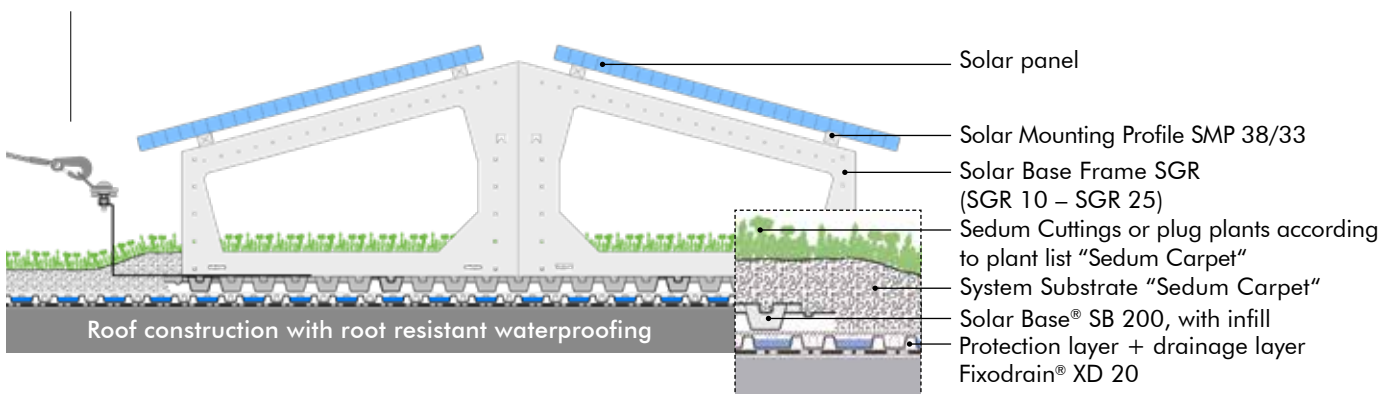 Solar panel
Solar Mounting Profile SMP 38/33
Solar Base Frame SGR
(SGR 10 – SGR 25)
Sedum Cuttings or plug plants according
to plant list “Sedum Carpet“
System Substrate “Sedum Carpet“
Solar Base® SB 200, with infill
Protection layer + drainage layer
Fixodrain® XD 20
Roof construction with root resistant waterproofing